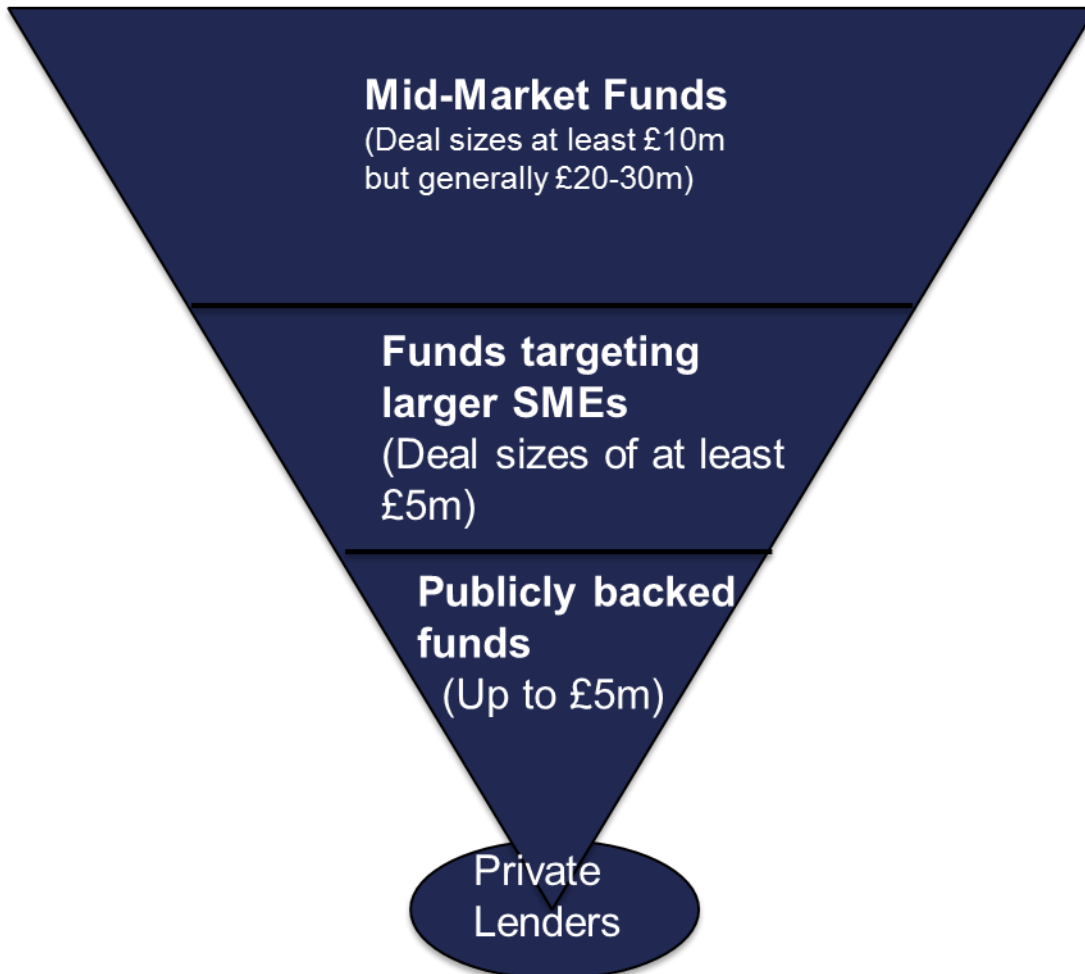 Mid-Market Funds
(Deal sizes at least £10m
but generally £20-30m)
Funds targeting
larger SMEs
(Deal sizes of at least
£5m)
Publicly backed
funds
(Up to £5m)
Private
Lenders